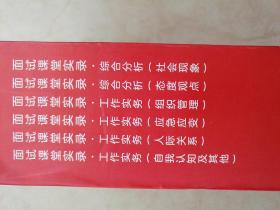 面试课堂实录·综合分析（社会现象）
面试课堂实录·综合分析（态度观点）
面试课堂实录·工作实务（组织管理）
面试课堂实录·工作实务（应急应变）
面试课堂实录·工作实务（人际关系）
面试课堂实录·工作实务（自我认知及其他）